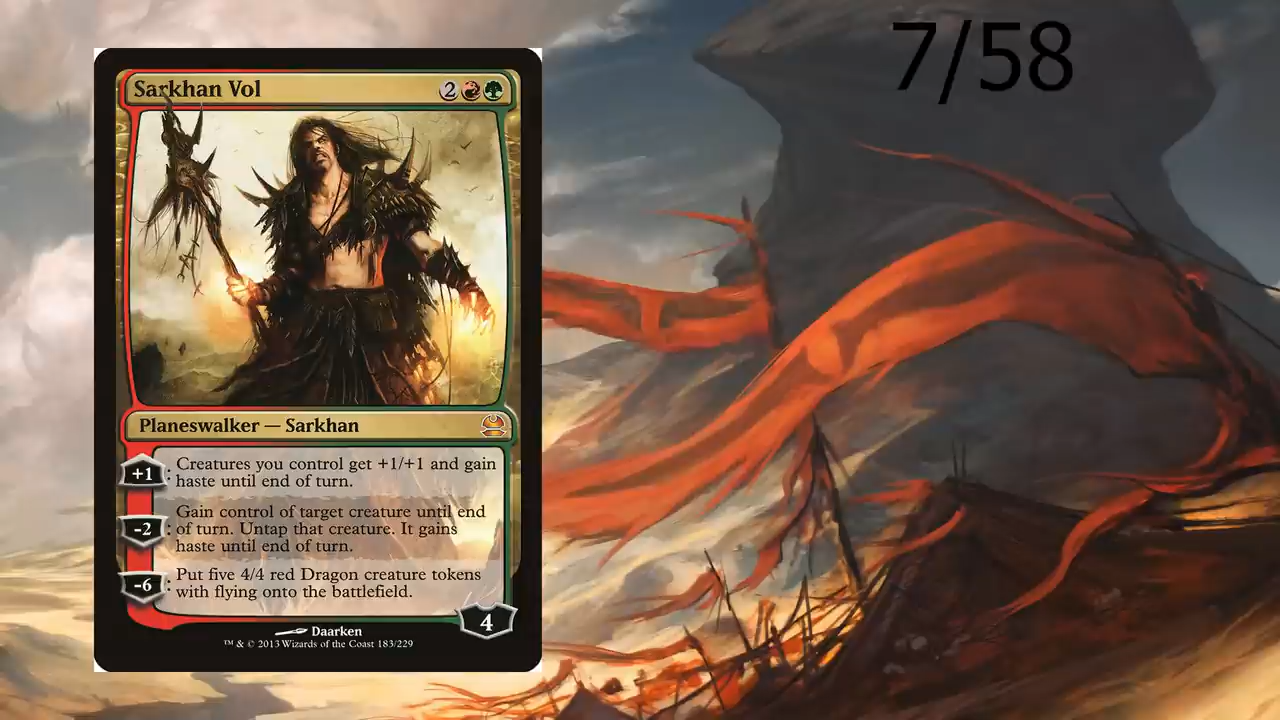 7/58
Sarkhan Vol
2
Planeswalker — Sarkhan
+1: Creatures you control get +1/+1 and gain
haste until end of turn.
-2: Gain control of target creature until end
of turn. Untap that creature. It gains
haste until end of turn.
-6: Put five 4/4 red Dragon creature tokens
with flying onto the battlefield.
4
Daarken
™ & © 2013 Wizards of the Coast 183/229